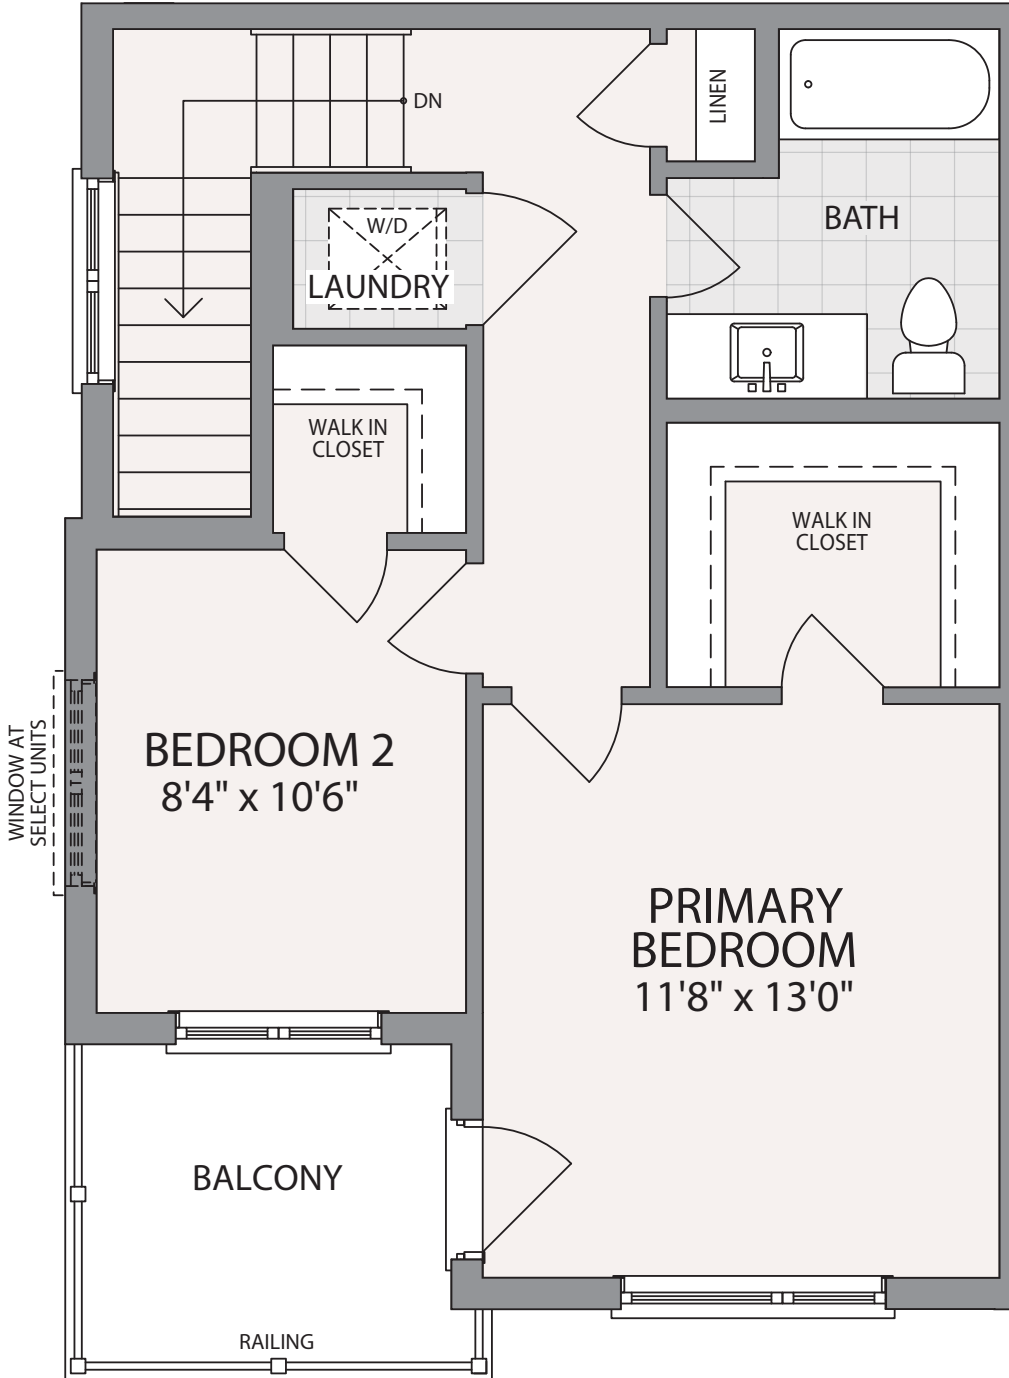 DN
LINEN
W/D
LAUNDRY
BATH
WALK IN
CLOSET
WALK IN
CLOSET
WINDOW AT
SELECT UNITS
BEDROOM 2
8'4" x 10'6"
PRIMARY
BEDROOM
11'8" x 13'0"
BALCONY
RAILING